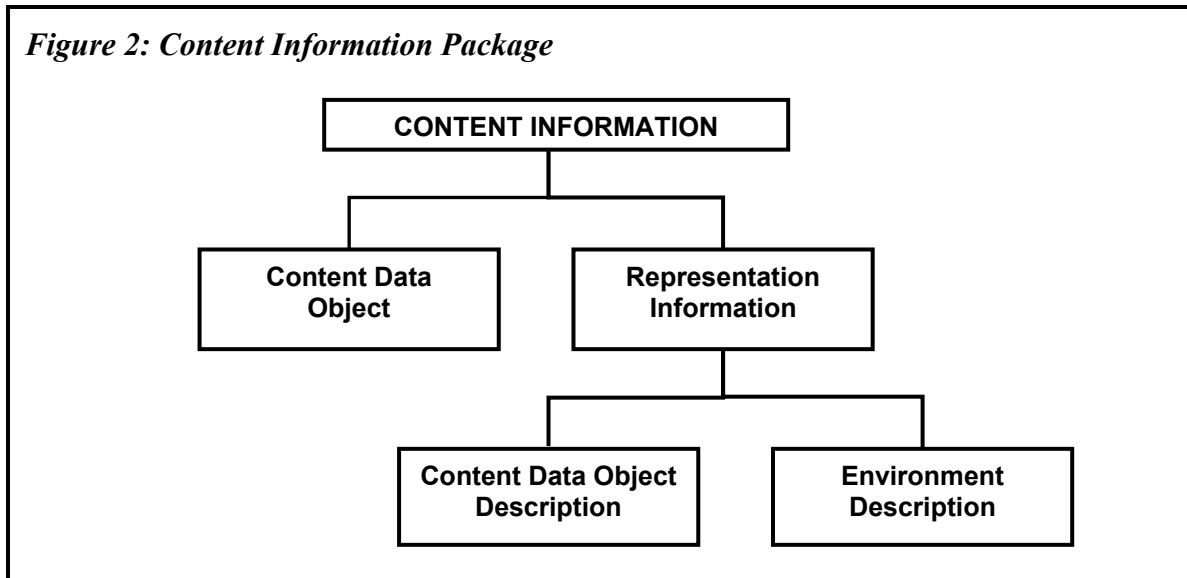 Figure 2: Content Information Package
CONTENT INFORMATION
Content Data
Object
Representation
Information
Content Data Object
Description
Environment
Description